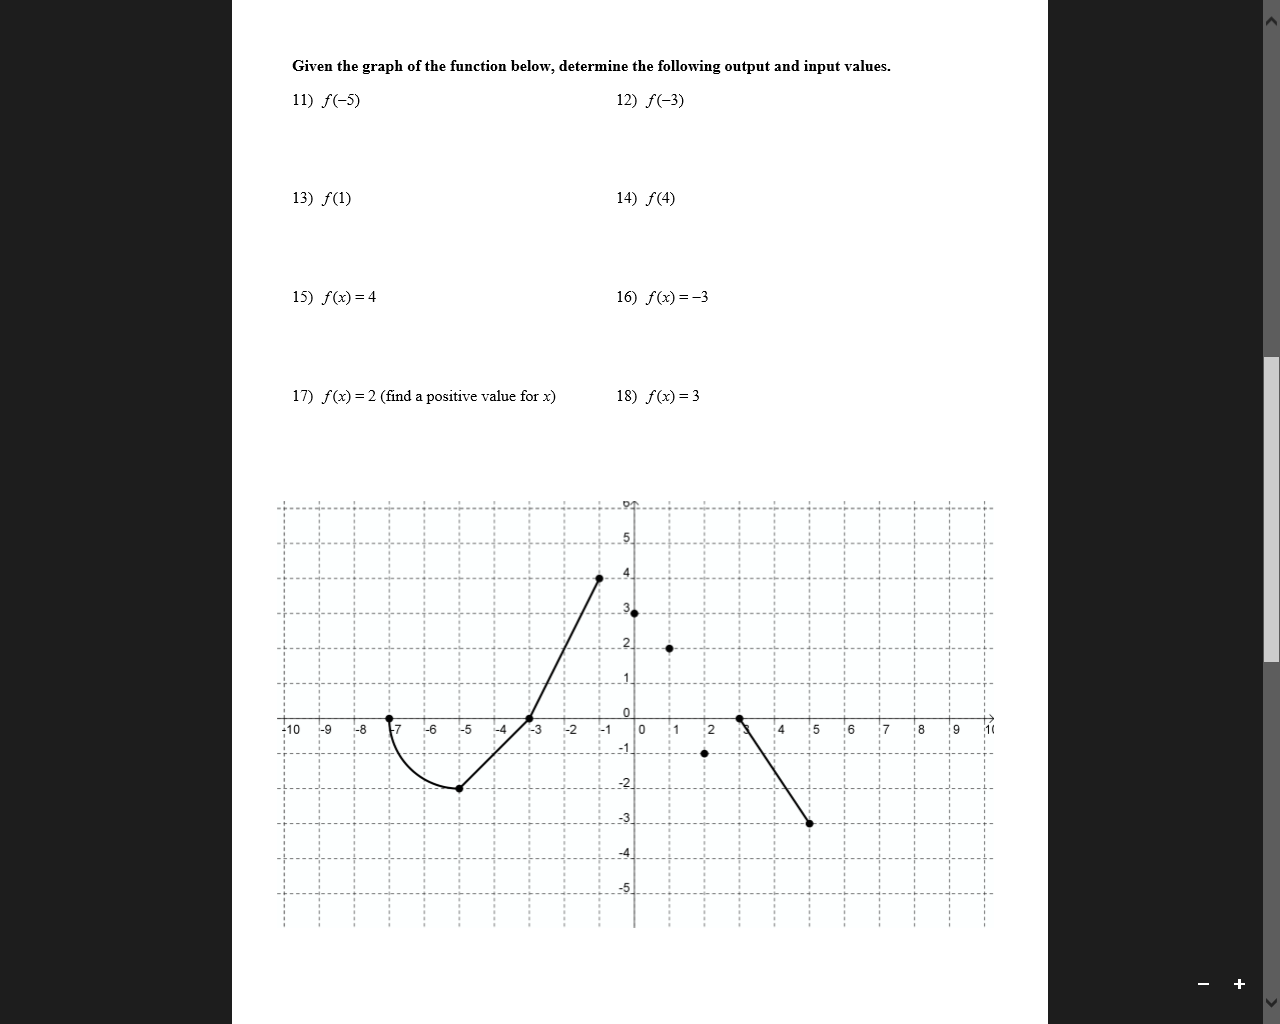 Given the graph of the function below, determine the following output and input values.
11) f(–5) 12) f(–3)
13) f(1) 14) f(4)
15) f(x) = 4 16) f(x) = –3
17) f(x) = 2 (find a positive value for x) 18) f(x) = 3
6
5
4
3
2
1
0
-10 -9 -8 -7 -6 -5 -4 -3 -2 -1 0 1 2 3 4 5 6 7 8 9 10
-1
-2
-3
-4
-5